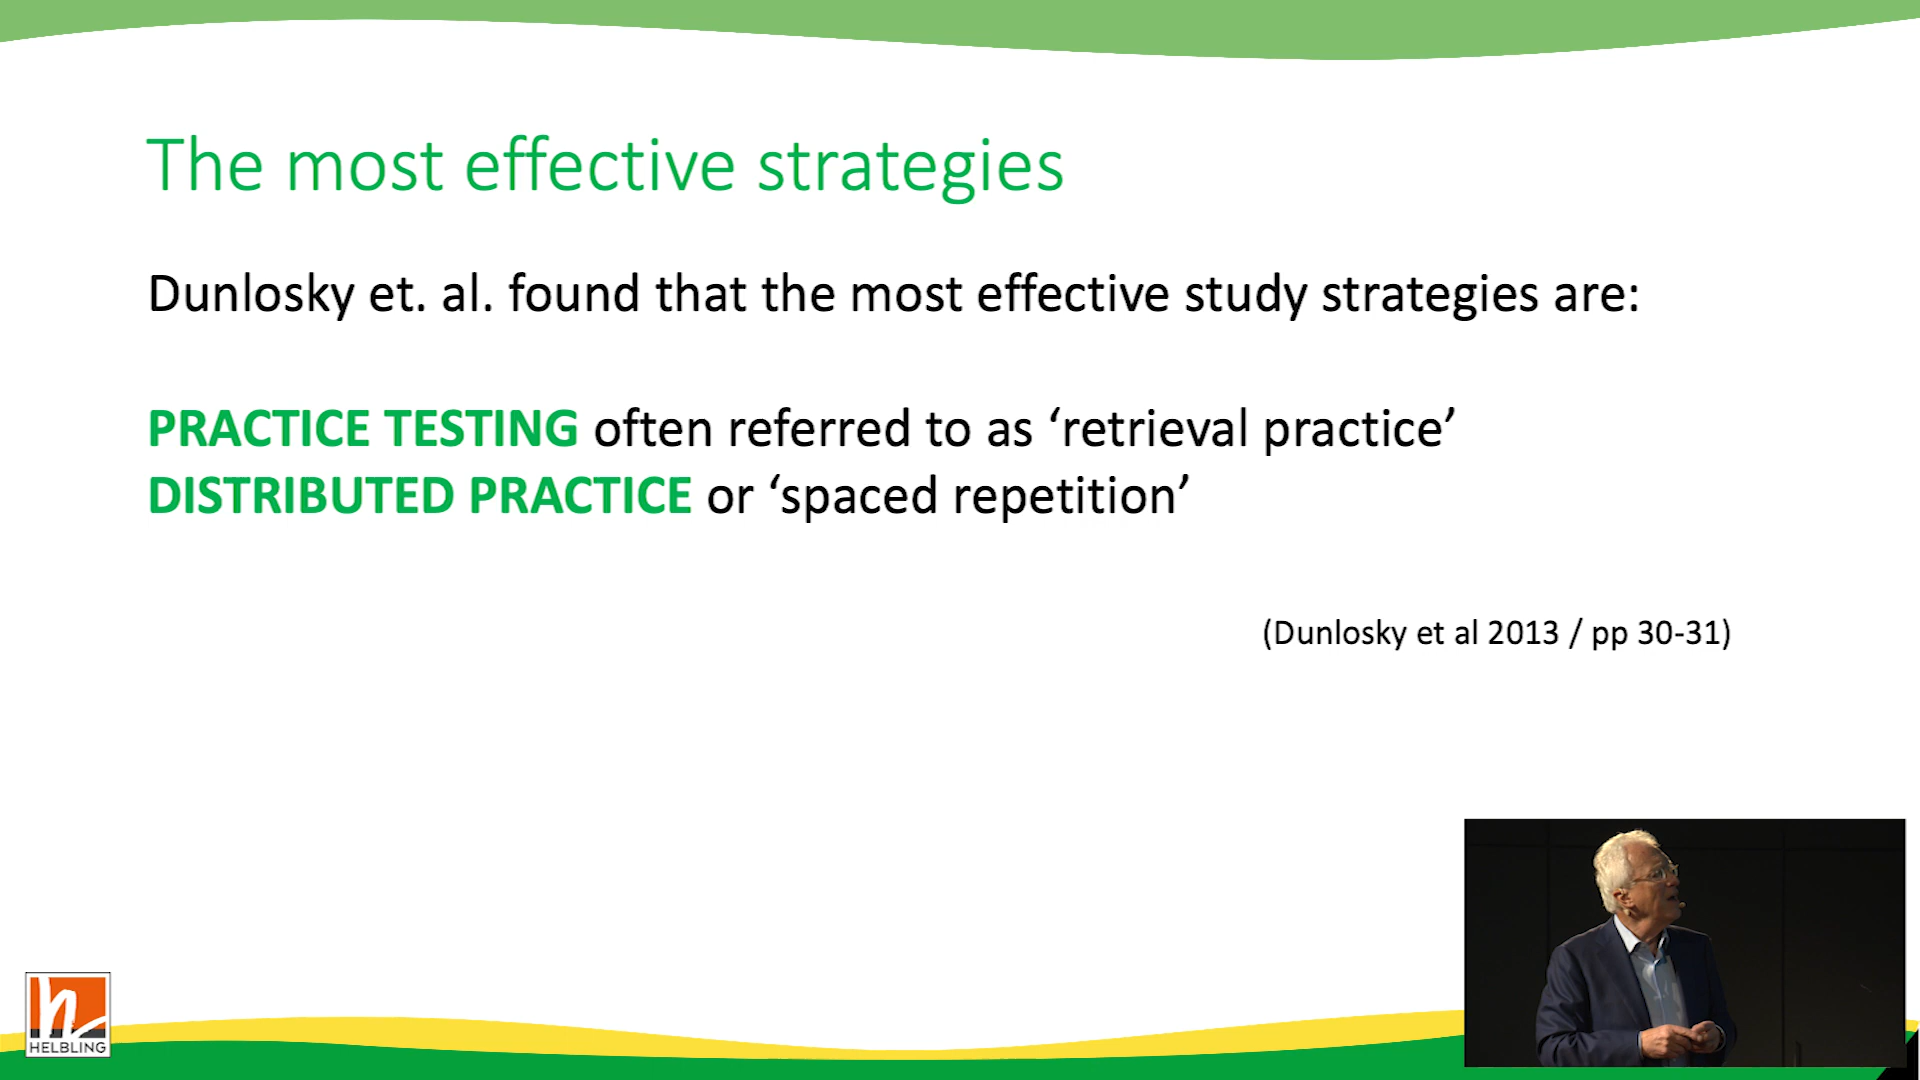 The most effective strategies
Dunlosky et. al. found that the most effective study strategies are:
PRACTICE TESTING often referred to as ‘retrieval practice’
DISTRIBUTED PRACTICE or ‘spaced repetition’
(Dunlosky et al 2013 / pp 30-31)
h
HELBLING